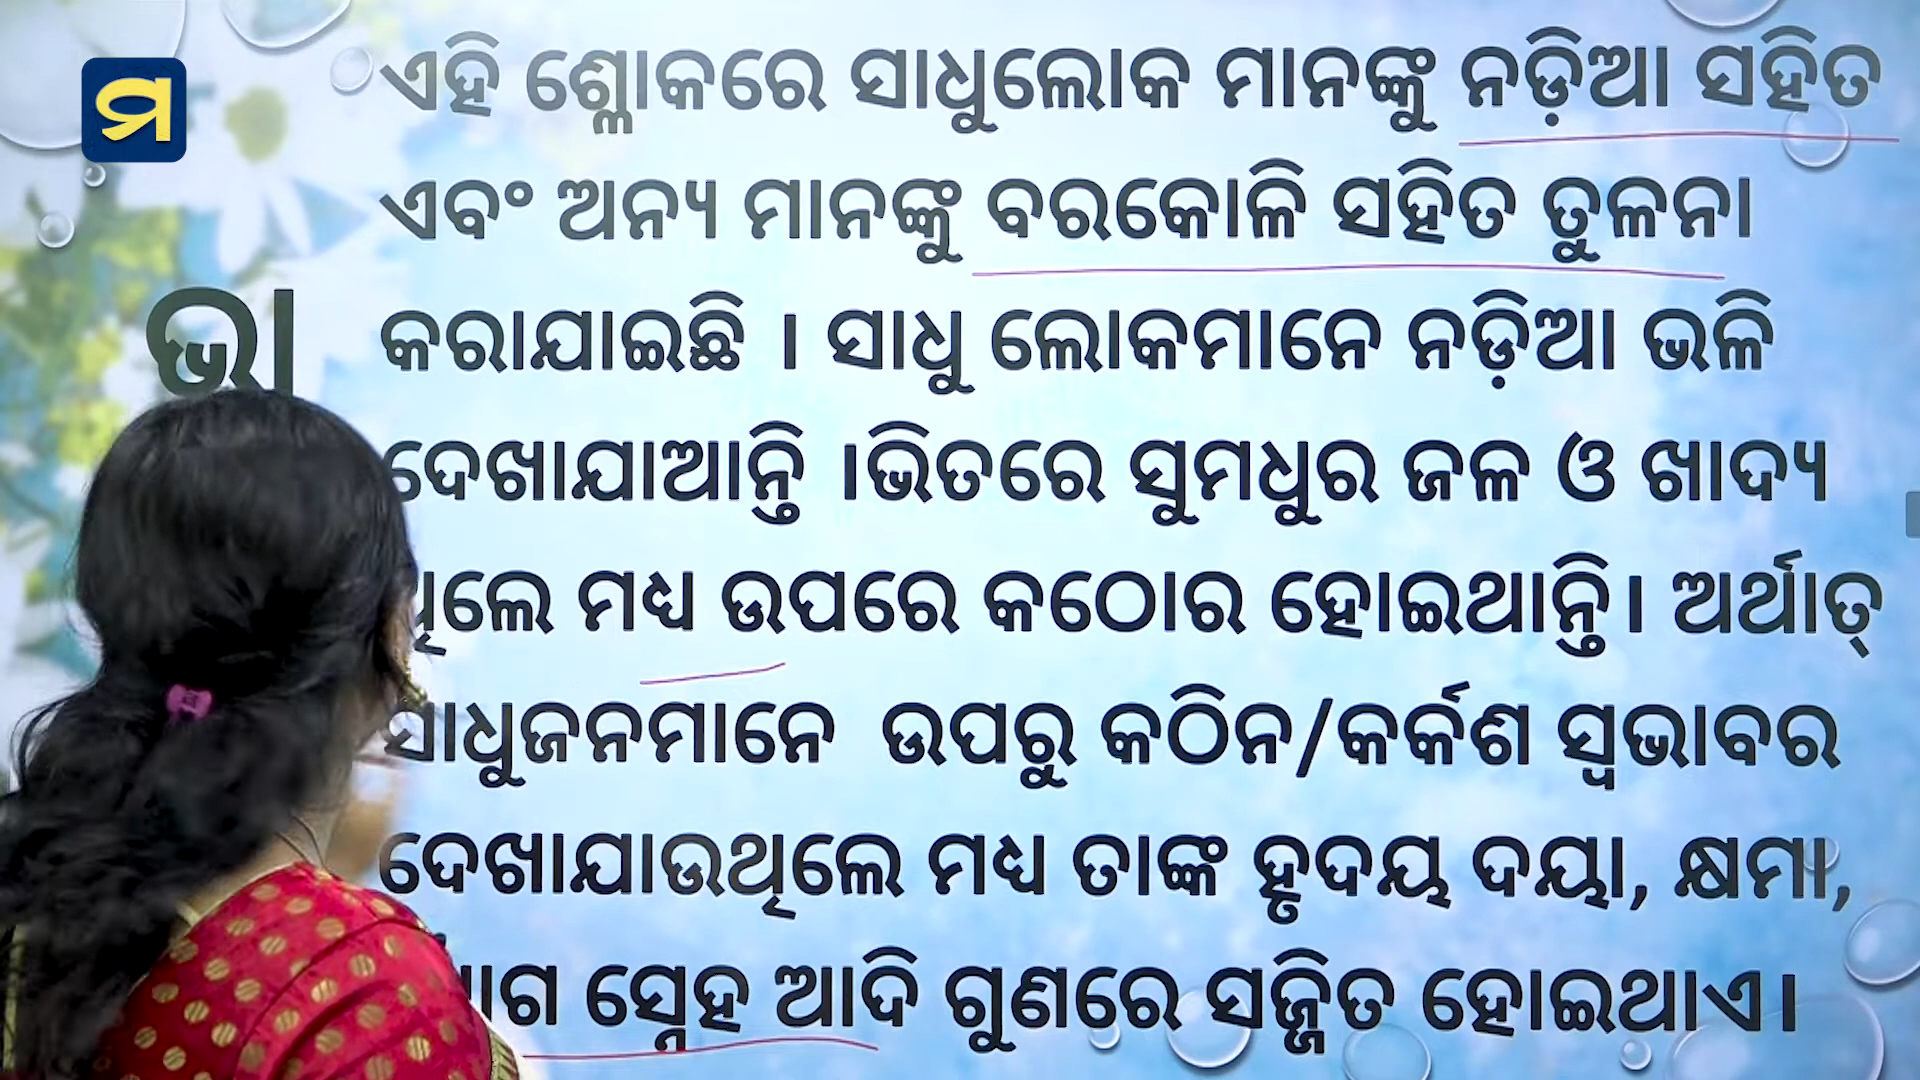 ମ
ଏହି ଶ୍ଳୋକରେ ସାଧୁଲୋକ ମାନଙ୍କୁ ନଡ଼ିଆ ସହିତ
ଏବଂ ଅନ୍ୟ ମାନଙ୍କୁ ବରକୋଳି ସହିତ ତୁଳନା
କରାଯାଇଛି । ସାଧୁ ଲୋକମାନେ ନଡ଼ିଆ ଭଳି
ଦେଖାଯାଆନ୍ତି ।ଭିତରେ ସୁମଧୁର ଜଳ ଓ ଖାଦ୍ୟ
ଥିଲେ ମଧ୍ୟ ଉପରେ କଠୋର ହୋଇଥାନ୍ତି। ଅର୍ଥାତ୍
ସାଧୁଜନମାନେ ଉପରୁ କଠିନ/କର୍କଶ ସ୍ୱଭାବର
ଦେଖାଯାଉଥିଲେ ମଧ୍ୟ ତାଙ୍କ ହୃଦୟ ଦୟା, କ୍ଷମା,
ସ୍ନେହ ଆଦି ଗୁଣରେ ସଜ୍ଜିତ ହୋଇଥାଏ।